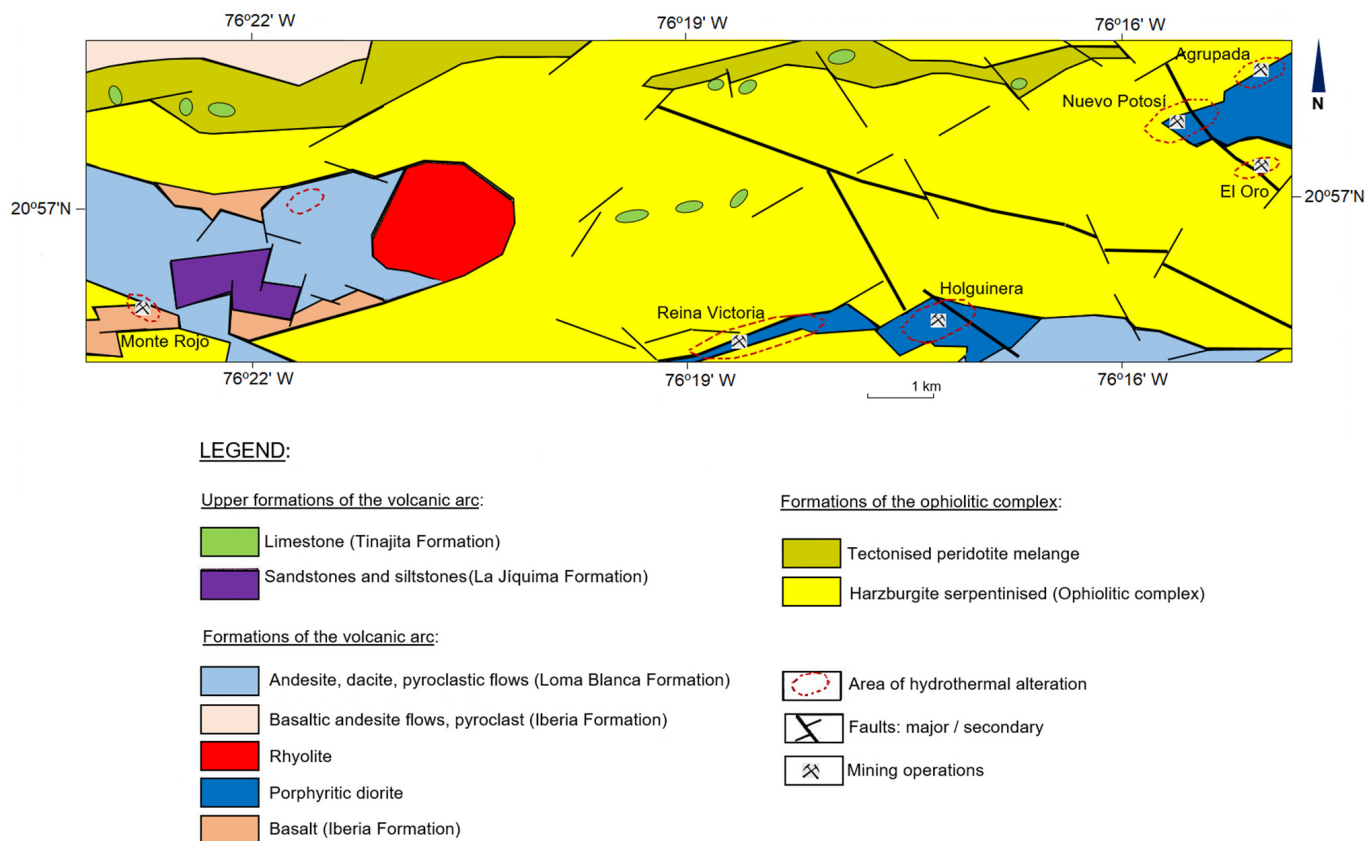 76º22' W
76º19' W
76º16' W
Agrupada
Nuevo Potosí
N
El Oro
20º57'N
20º57'N
Holguinera
Reina Victoria
Monte Rojo
76º22' W
76º19' W
76º16' W
1 km
LEGEND:
Upper formations of the volcanic arc:
Limestone (Tinajita Formation)
Sandstones and siltstones(La Jíquima Formation)
Formations of the volcanic arc:
Andesite, dacite, pyroclastic flows (Loma Blanca Formation)
Basaltic andesite flows, pyroclast (Iberia Formation)
Rhyolite
Porphyritic diorite
Basalt (Iberia Formation)
Formations of the ophiolitic complex:
Tectonised peridotite melange
Harzburgite serpentinised (Ophiolitic complex)
Area of hydrothermal alteration
Faults: major / secondary
Mining operations